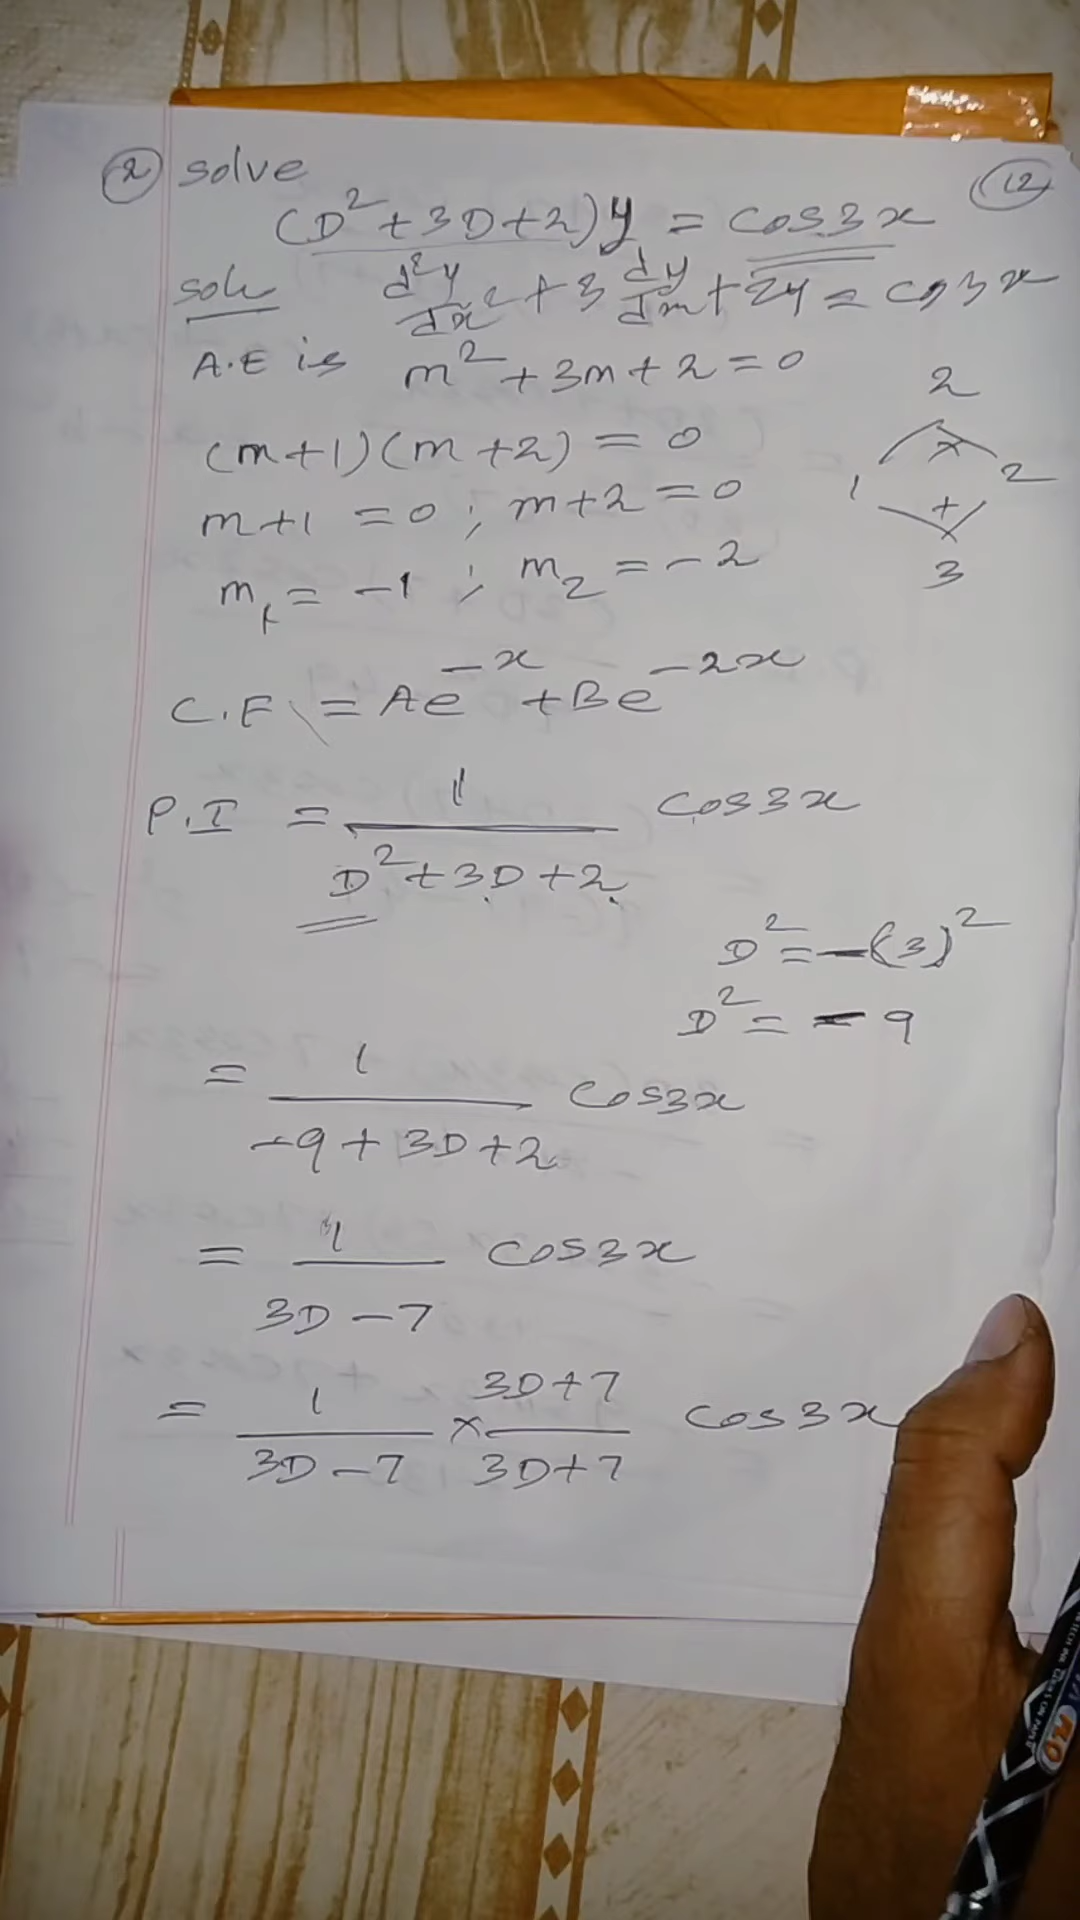 (2) solve (12)
(D²+3D+2)y = cos3x
soln d²y/dx² + 3 dy/dx + 2y = cos3x
A.E is m²+3m+2=0
(m+1)(m+2) = 0
m+1 = 0 ; m+2 = 0
m₁ = -1 ; m₂ = -2
2
×
1 2
+
3
C.F = Ae^-x + Be^-2x
P.I = 1/(D²+3D+2) cos3x
D² = -(3)²
D² = -9
= 1/(-9+3D+2) cos3x
= 1/(3D-7) cos3x
= 1/(3D-7) × (3D+7)/(3D+7) cos3x